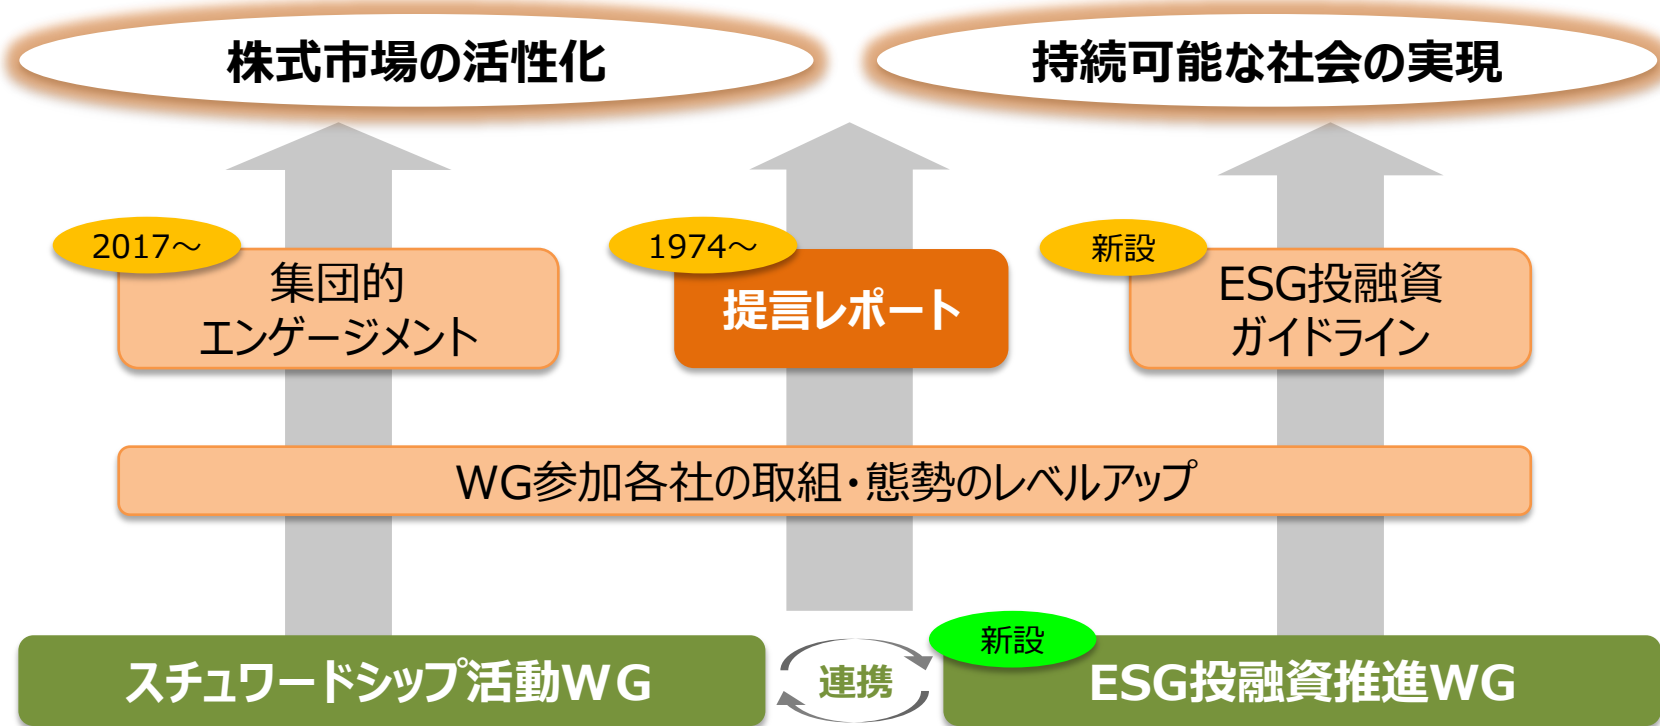 株式市場の活性化
持続可能な社会の実現
2017～
集団的
エンゲージメント
1974～
提言レポート
新設
ESG投融資
ガイドライン
WG参加各社の取組・態勢のレベルアップ
スチュワードシップ活動WG
連携
新設
ESG投融資推進WG